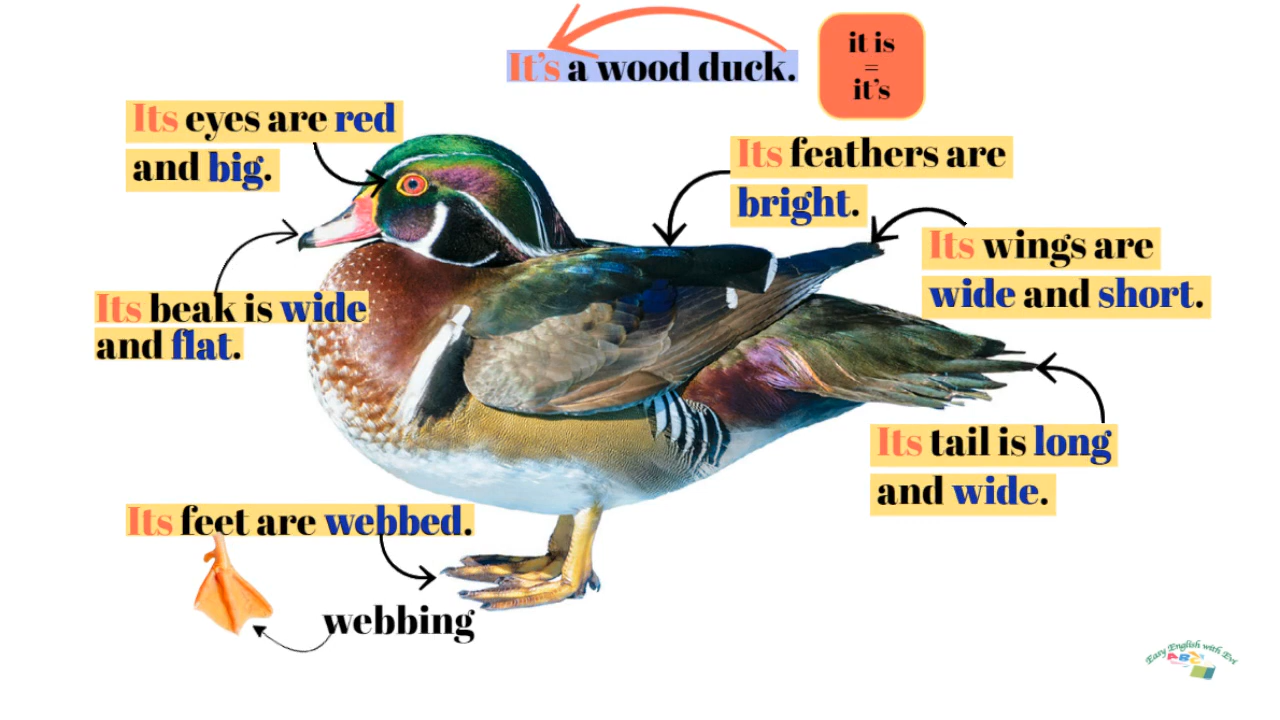 It's a wood duck.
it is
=
it's
Its eyes are red
and big.
Its feathers are
bright.
Its wings are
wide and short.
Its beak is wide
and flat.
Its tail is long
and wide.
Its feet are webbed.
webbing
Easy English with Evi
ABC